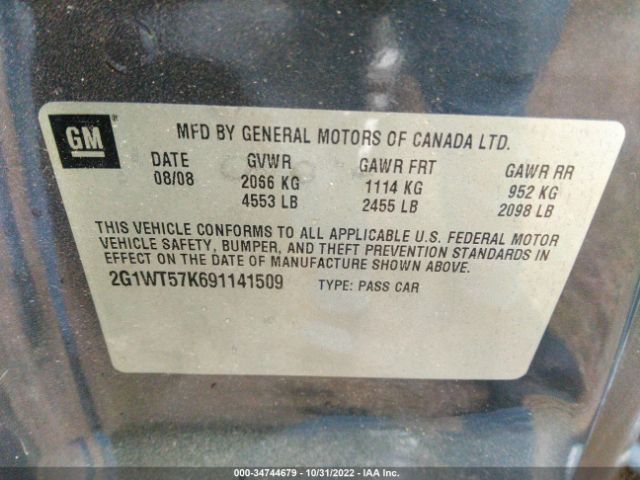 GM
MFD BY GENERAL MOTORS OF CANADA LTD.
DATE GVWR GAWR FRT GAWR RR
08/08 2066 KG 1114 KG 952 KG
4553 LB 2455 LB 2098 LB
THIS VEHICLE CONFORMS TO ALL APPLICABLE U.S. FEDERAL MOTOR
VEHICLE SAFETY, BUMPER, AND THEFT PREVENTION STANDARDS IN
EFFECT ON THE DATE OF MANUFACTURE SHOWN ABOVE.
2G1WT57K691141509 TYPE: PASS CAR
000-34744679 - 10/31/2022 - IAA Inc.